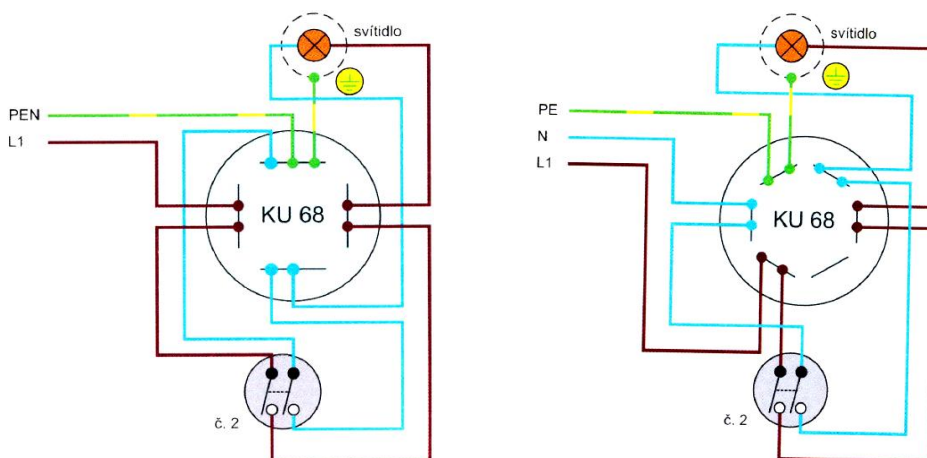 svítidlo
PEN
L1
KU 68
č. 2
svítidlo
PE
N
L1
KU 68
č. 2